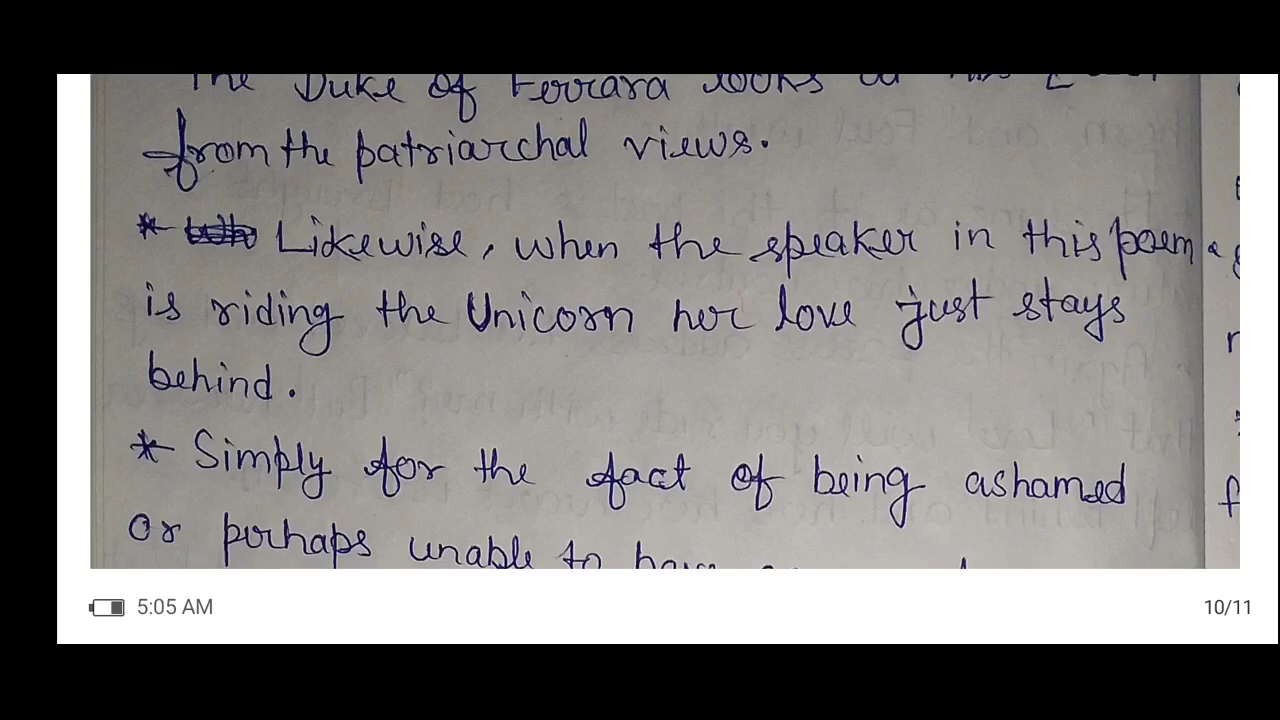 The Duke of Ferrara looks
from the patriarchal views.
* Likewise, when the speaker in this poem
is riding the Unicorn her love just stays
behind.
* Simply for the fact of being ashamed
or perhaps unable to have
5:05 AM
10/11